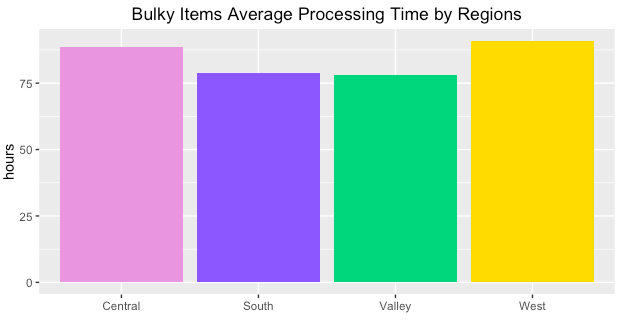 Bulky Items Average Processing Time by Regions
hours
75
50
25
0
Central South Valley West